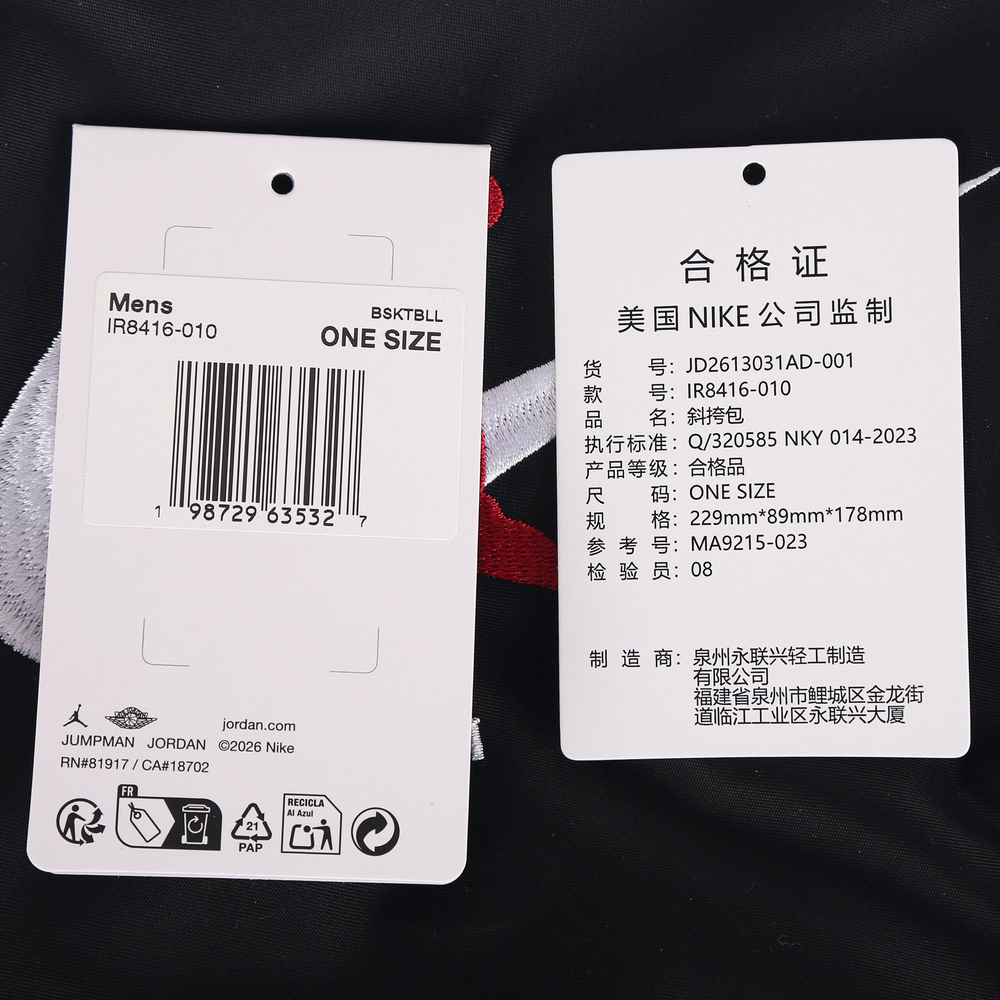 Mens
IR8416-010
BSKTBLL
ONE SIZE
1 98729 63532 7
jordan.com
JUMPMAN JORDAN ©2026 Nike
RN#81917 / CA#18702
FR
21
PAP
RECICLA
Al Azul
合格证
美国NIKE公司监制
货号：JD2613031AD-001
款号：IR8416-010
品名：斜挎包
执行标准：Q/320585 NKY 014-2023
产品等级：合格品
尺码：ONE SIZE
规格：229mm*89mm*178mm
参考号：MA9215-023
检验员：08
制造商：泉州永联兴轻工制造
有限公司
福建省泉州市鲤城区金龙街
道临江工业区永联兴大厦